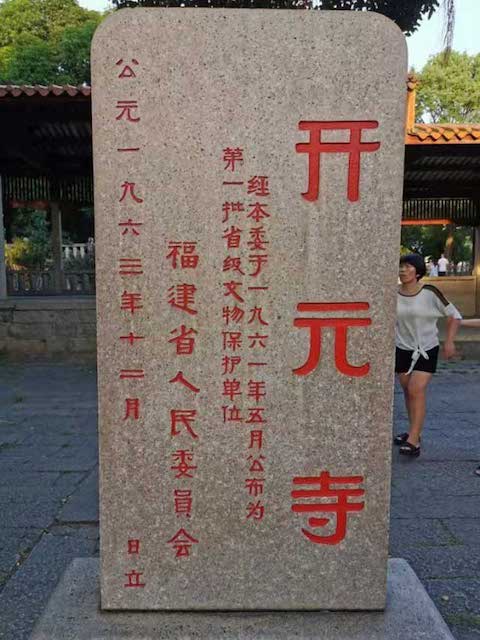 开元寺
经本委于一九六一年五月公布为
第一批省级文物保护单位
福建省人民委員会
公元一九六三年十二月 日立